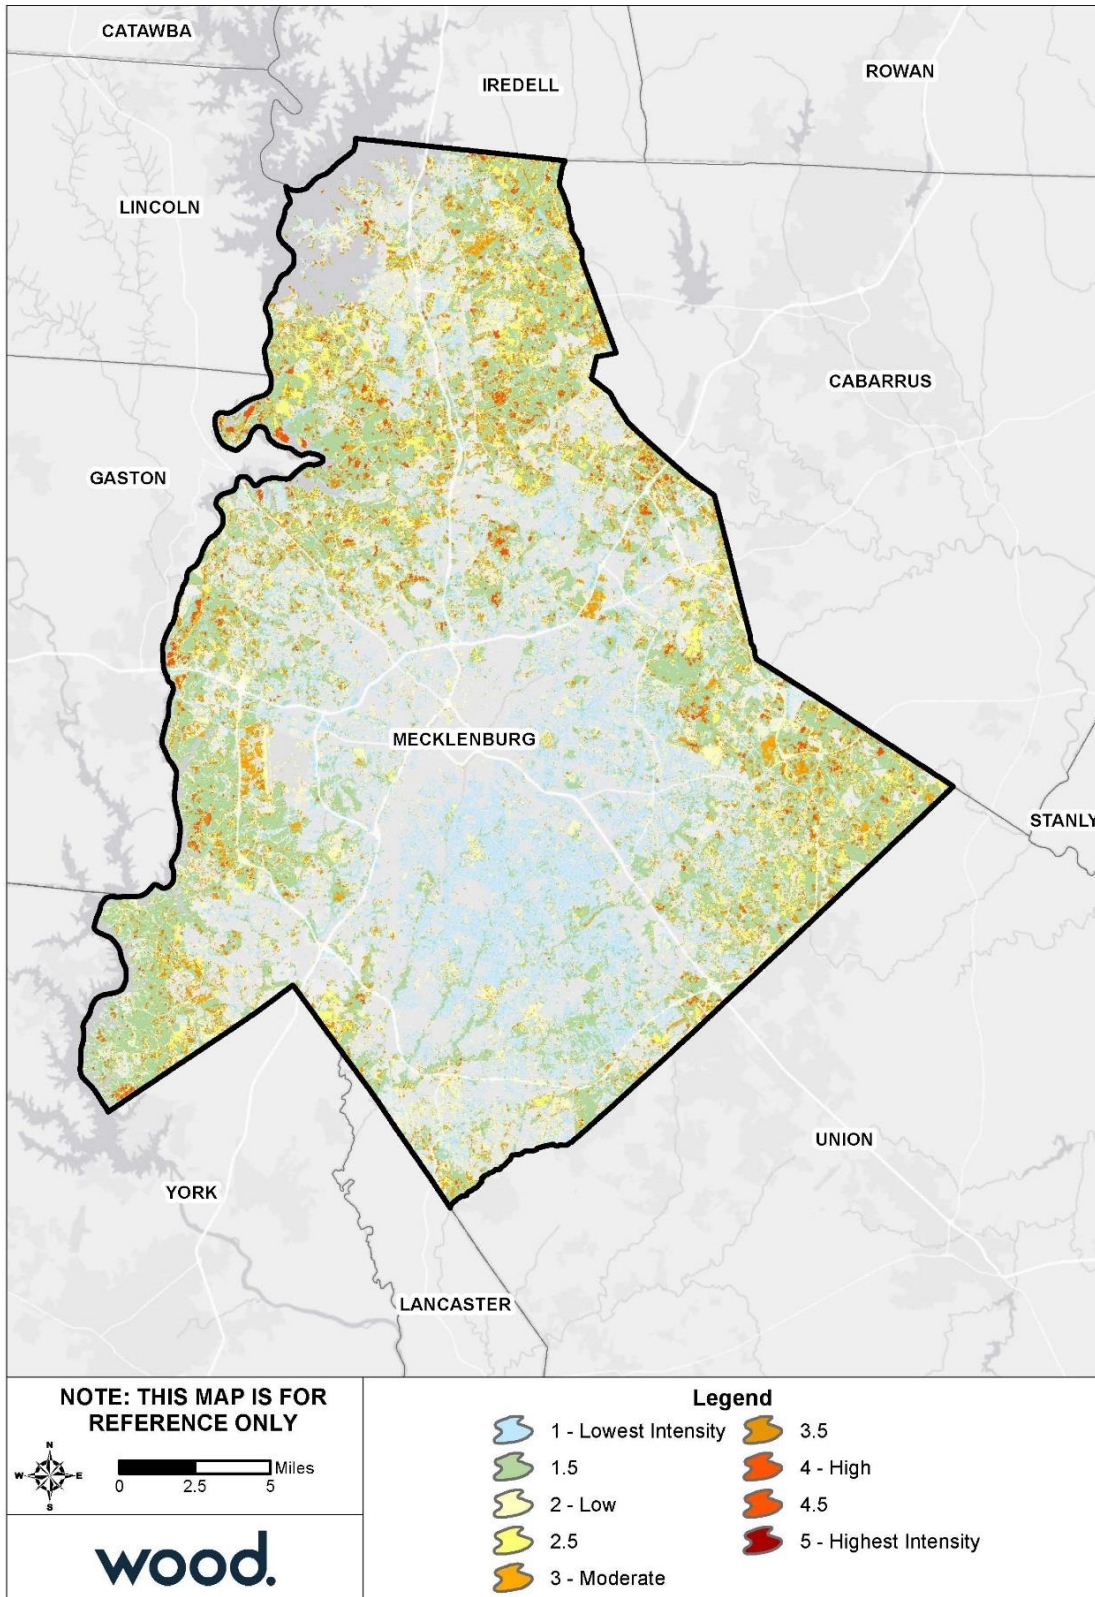 CATAWBA
IREDELL
ROWAN
LINCOLN
CABARRUS
GASTON
MECKLENBURG
STANLY
UNION
YORK
LANCASTER
NOTE: THIS MAP IS FOR
REFERENCE ONLY
N
W E
S
Miles
0 2.5 5
wood.
Legend
1 - Lowest Intensity
1.5
2 - Low
2.5
3 - Moderate
3.5
4 - High
4.5
5 - Highest Intensity